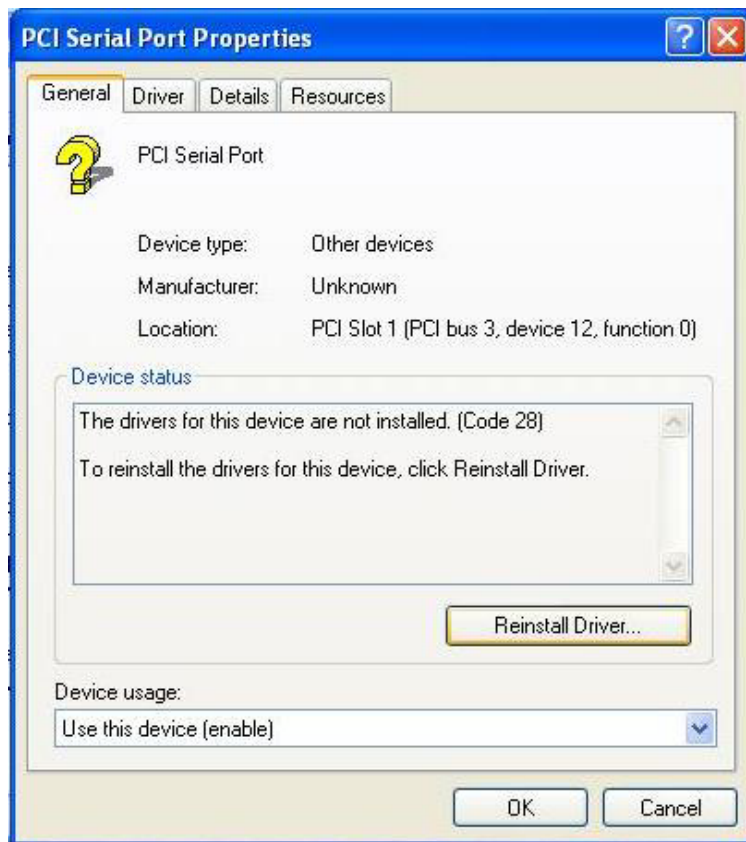 PCI Serial Port Properties
General Driver Details Resources
PCI Serial Port
Device type: Other devices
Manufacturer: Unknown
Location: PCI Slot 1 (PCI bus 3, device 12, function 0)
Device status
The drivers for this device are not installed. (Code 28)
To reinstall the drivers for this device, click Reinstall Driver.
Reinstall Driver...
Device usage:
Use this device (enable)
OK Cancel